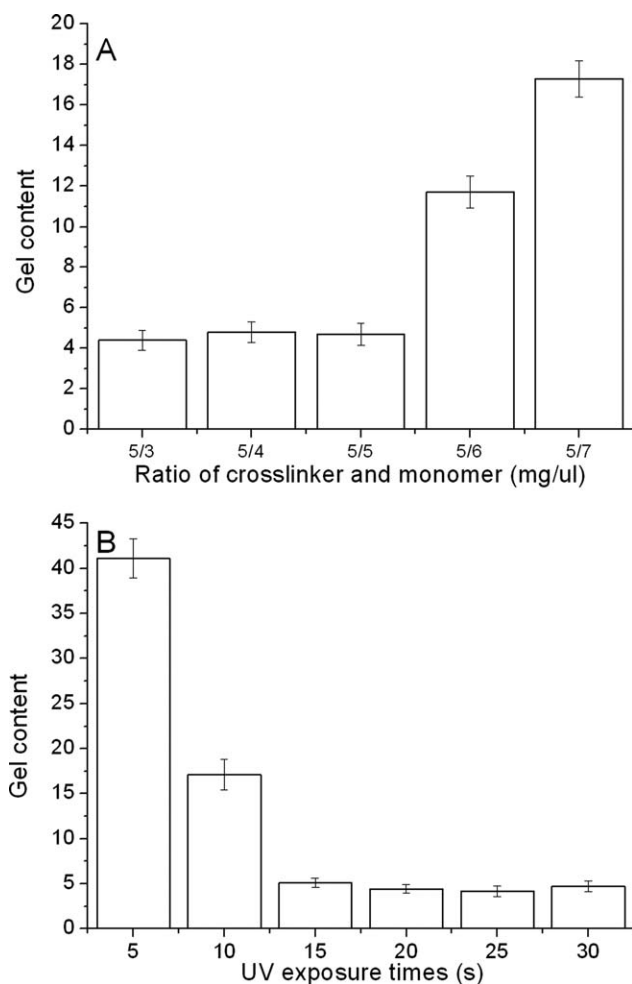 A
20
18
16
14
12
10
8
6
4
2
0
Gel content
5/3 5/4 5/5 5/6 5/7
Ratio of crosslinker and monomer (mg/ul)
B
45
40
35
30
25
20
15
10
5
0
Gel content
5 10 15 20 25 30
UV exposure times (s)